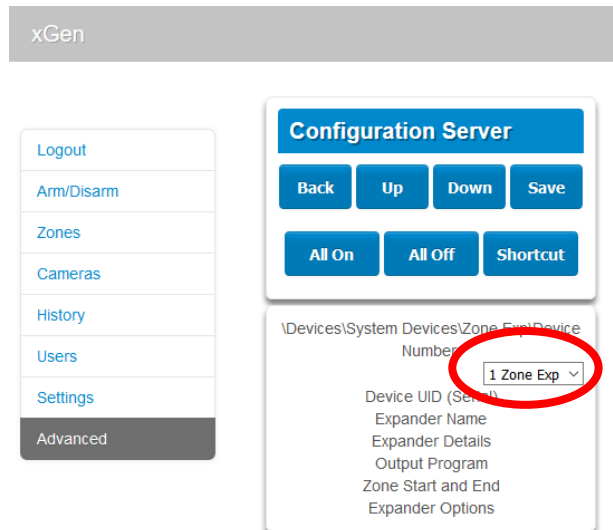 xGen
Logout
Arm/Disarm
Zones
Cameras
History
Users
Settings
Advanced
Configuration Server
Back Up Down Save
All On All Off Shortcut
\Devices\System Devices\Zone Exp\Device
Number
1 Zone Exp
Device UID (Serial)
Expander Name
Expander Details
Output Program
Zone Start and End
Expander Options